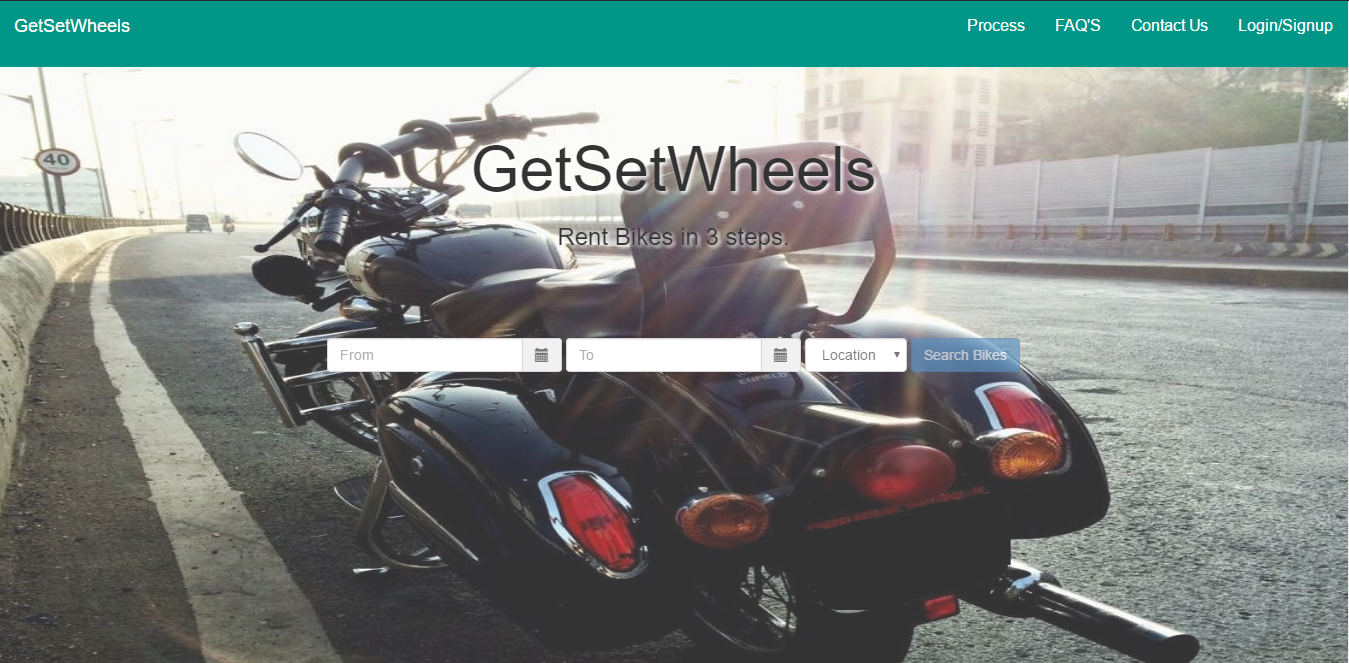 GetSetWheels
Process FAQ'S Contact Us Login/Signup
40
GetSetWheels
Rent Bikes in 3 steps.
From To Location Search Bikes
ENFIELD